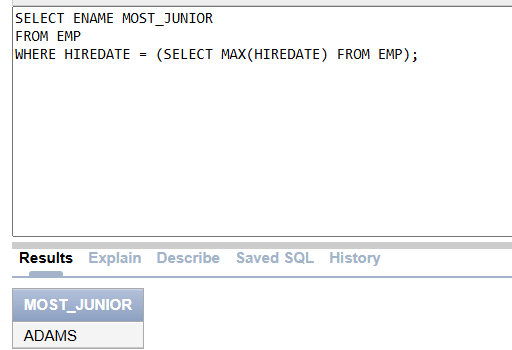 SELECT ENAME MOST_JUNIOR
FROM EMP
WHERE HIREDATE = (SELECT MAX(HIREDATE) FROM EMP);
Results Explain Describe Saved SQL History
MOST_JUNIOR
ADAMS